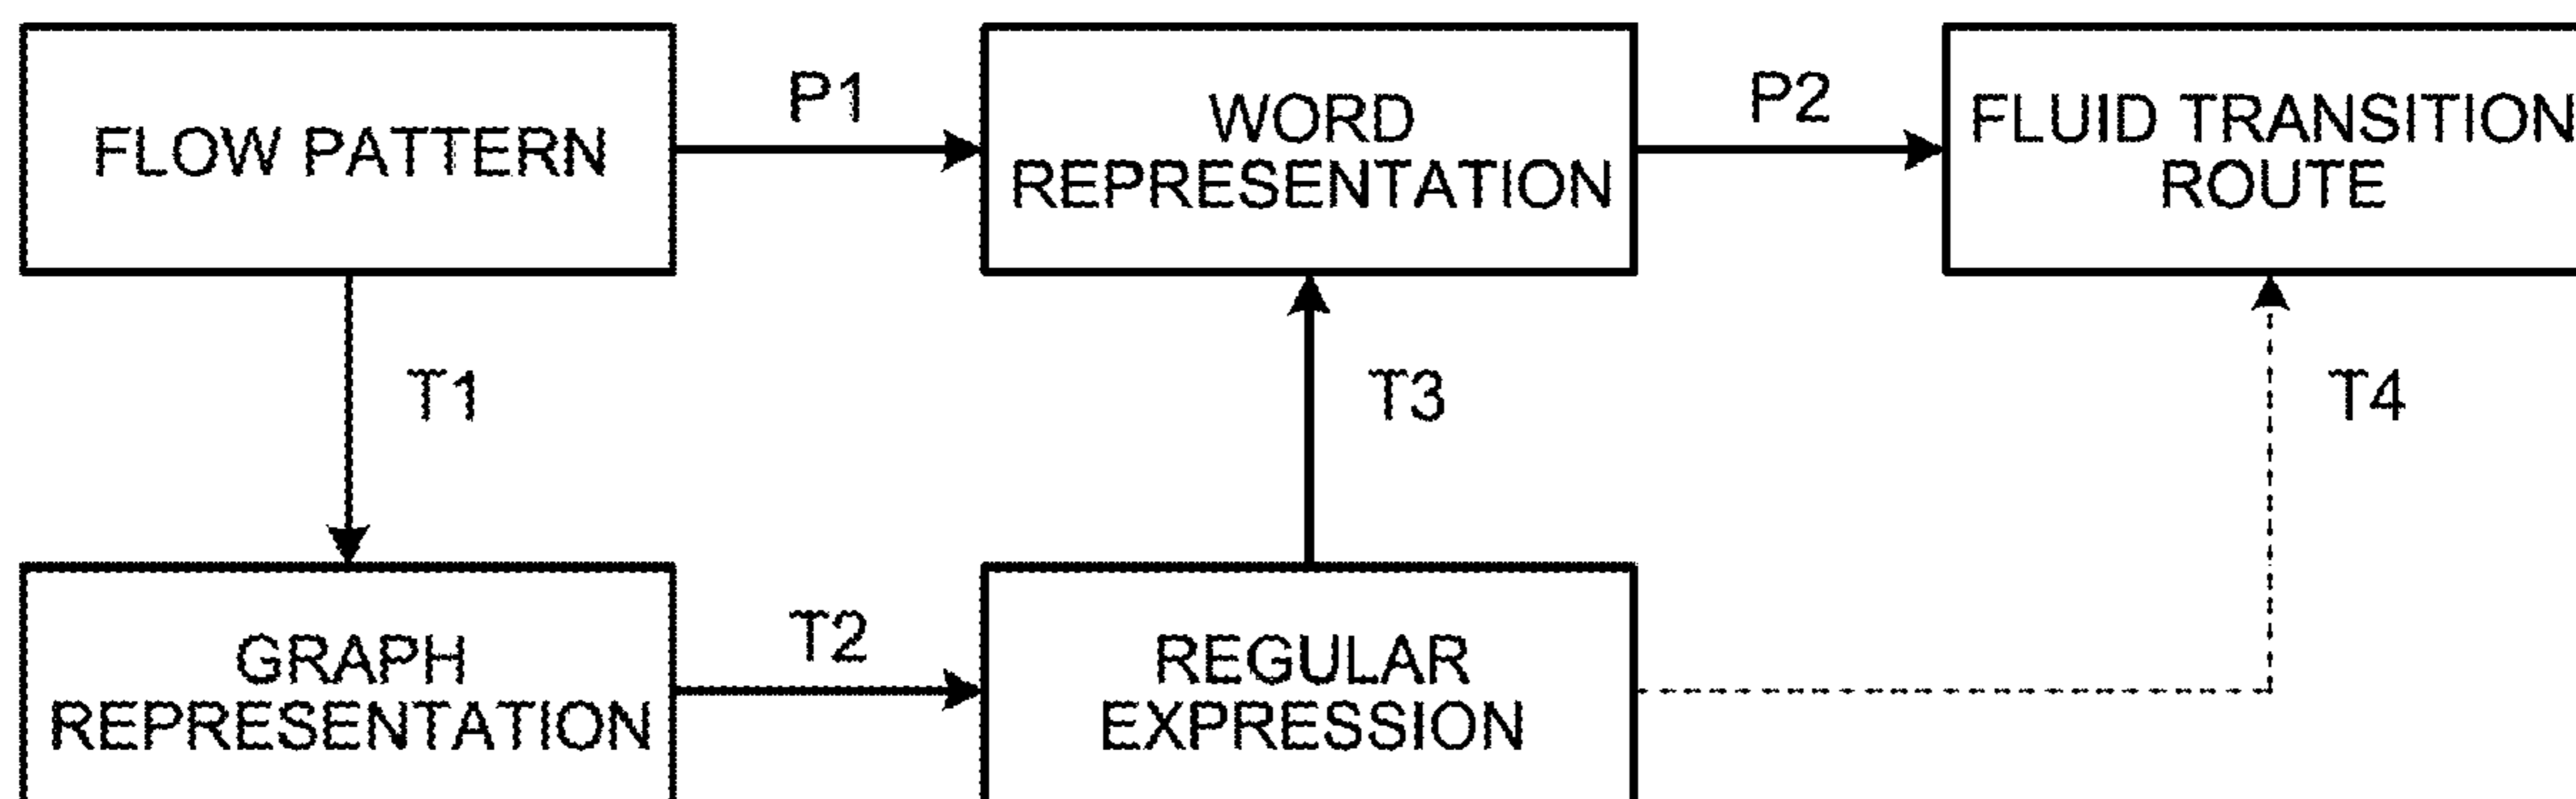 FLOW PATTERN
P1
WORD
REPRESENTATION
P2
FLUID TRANSITION
ROUTE
T1
T3
T4
GRAPH
REPRESENTATION
T2
REGULAR
EXPRESSION